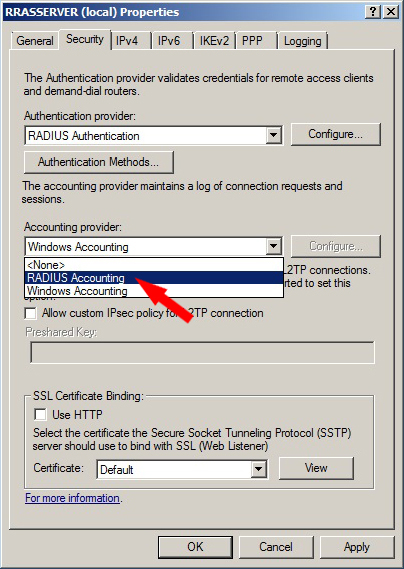 RRASSERVER (local) Properties
General Security IPv4 IPv6 IKEv2 PPP Logging
The Authentication provider validates credentials for remote access clients
and demand-dial routers.
Authentication provider:
RADIUS Authentication Configure...
Authentication Methods...
The accounting provider maintains a log of connection requests and
sessions.
Accounting provider:
Windows Accounting Configure...
<None>
RADIUS Accounting 2TP connections.
Windows Accounting rted to set this
Allow custom IPsec policy for 2TP connection
Preshared Key:
SSL Certificate Binding:
Use HTTP
Select the certificate the Secure Socket Tunneling Protocol (SSTP)
server should use to bind with SSL (Web Listener)
Certificate: Default View
For more information.
OK Cancel Apply